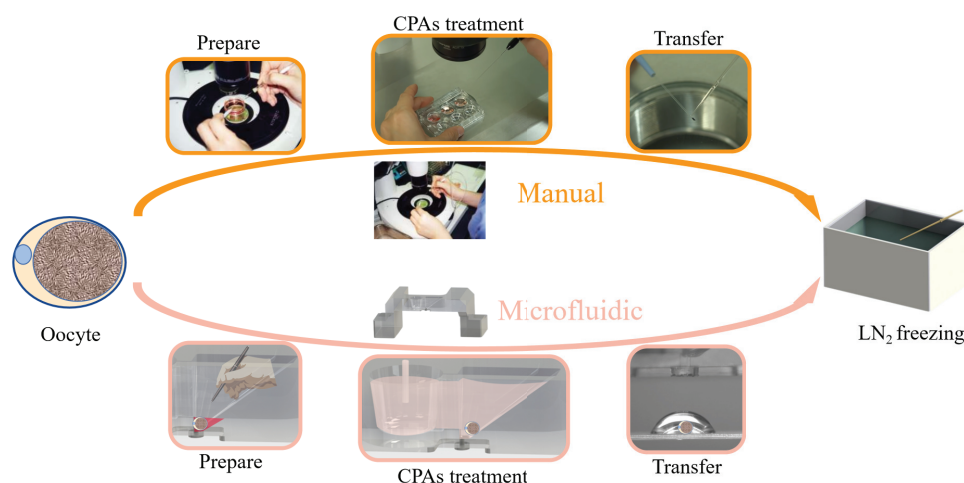 Prepare
CPAs treatment
Transfer
Manual
Oocyte
Microfluidic
LN₂ freezing
Prepare
CPAs treatment
Transfer